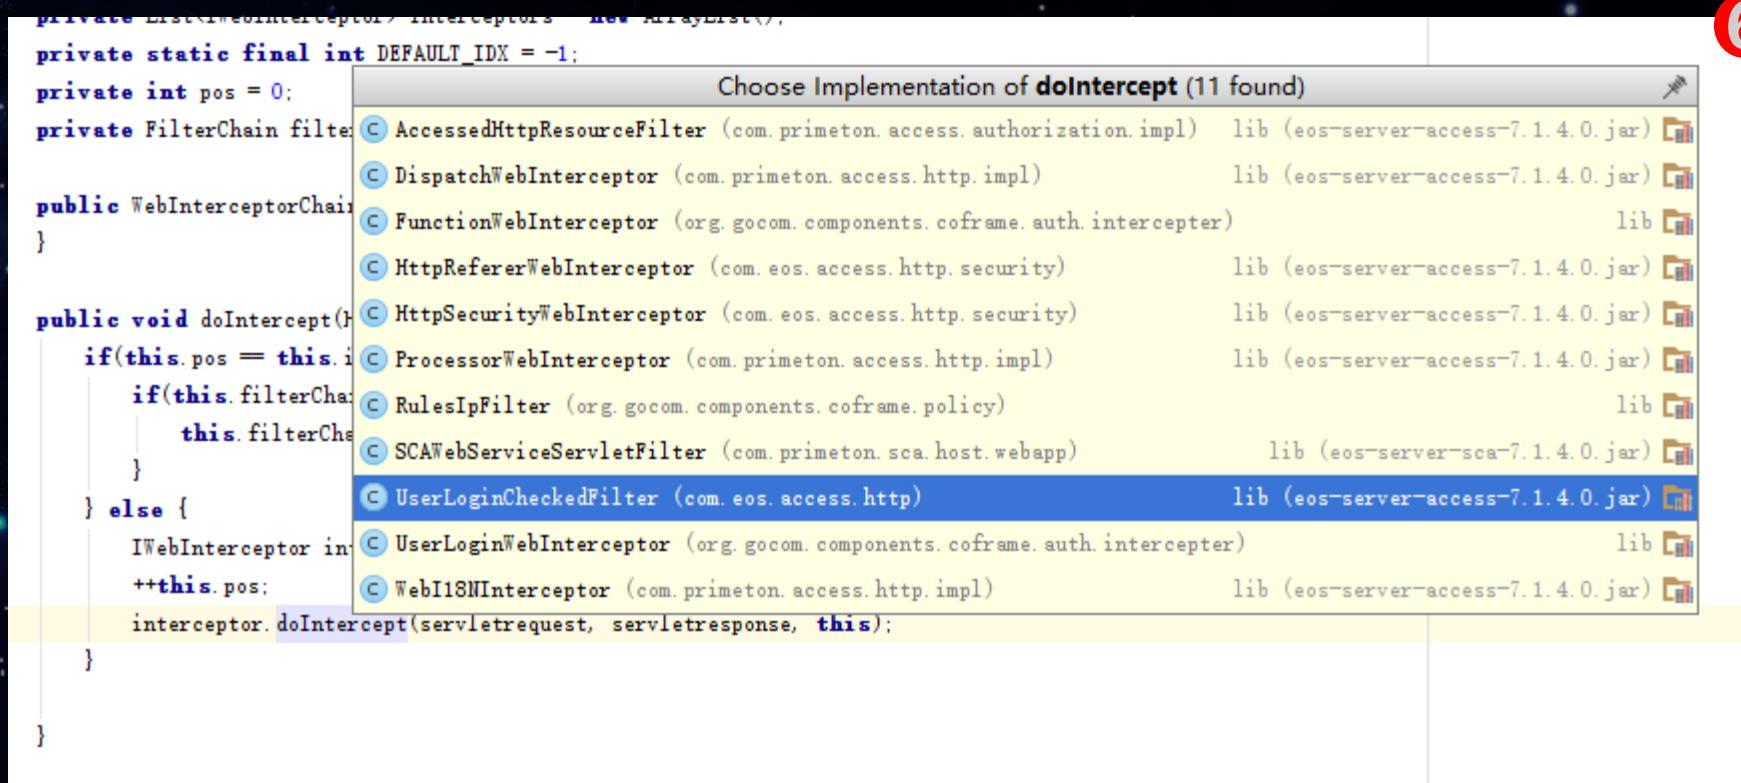 private List<IWebInterceptor> interceptors = new ArrayList();
private static final int DEFAULT_IDX = -1;
private int pos = 0;
private FilterChain filte
public WebInterceptorChai
}
public void doIntercept(
if(this.pos == this.i
if(this.filterCha
this.filterCha
}
} else {
IWebInterceptor in
++this.pos;
interceptor.doIntercept(servletrequest, servletresponse, this);
}
}
Choose Implementation of doIntercept (11 found)
AccessedHttpResourceFilter (com.primeton.access.authorization.impl) lib (eos-server-access-7.1.4.0.jar)
DispatchWebInterceptor (com.primeton.access.http.impl) lib (eos-server-access-7.1.4.0.jar)
FunctionWebInterceptor (org.gocom.components.coframe.auth.intercepter) lib
HttpRefererWebInterceptor (com.eos.access.http.security) lib (eos-server-access-7.1.4.0.jar)
HttpSecurityWebInterceptor (com.eos.access.http.security) lib (eos-server-access-7.1.4.0.jar)
ProcessorWebInterceptor (com.primeton.access.http.impl) lib (eos-server-access-7.1.4.0.jar)
RulesIpFilter (org.gocom.components.coframe.policy) lib
SCAWebServiceServletFilter (com.primeton.sca.host.webapp) lib (eos-server-sca-7.1.4.0.jar)
UserLoginCheckedFilter (com.eos.access.http) lib (eos-server-access-7.1.4.0.jar)
UserLoginWebInterceptor (org.gocom.components.coframe.auth.intercepter) lib
WebI18NInterceptor (com.primeton.access.http.impl) lib (eos-server-access-7.1.4.0.jar)